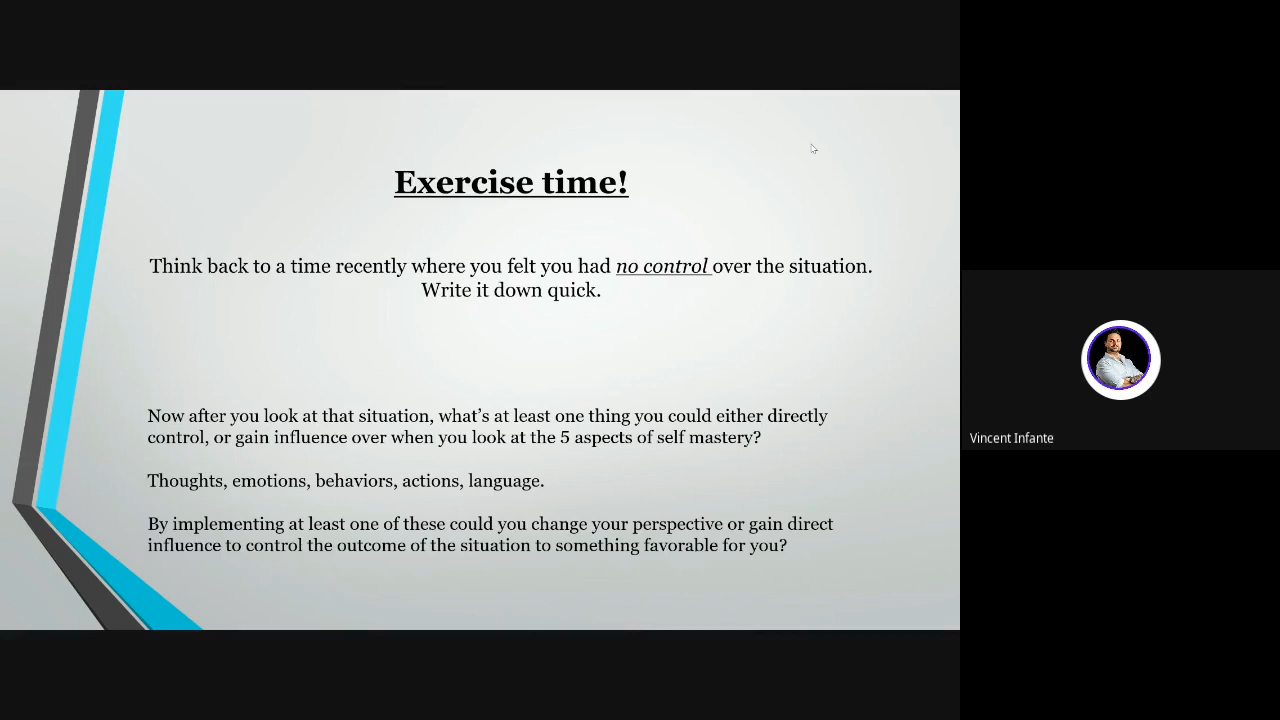 Exercise time!
Think back to a time recently where you felt you had no control over the situation.
Write it down quick.
Now after you look at that situation, what's at least one thing you could either directly
control, or gain influence over when you look at the 5 aspects of self mastery?
Thoughts, emotions, behaviors, actions, language.
By implementing at least one of these could you change your perspective or gain direct
influence to control the outcome of the situation to something favorable for you?
Vincent Infante